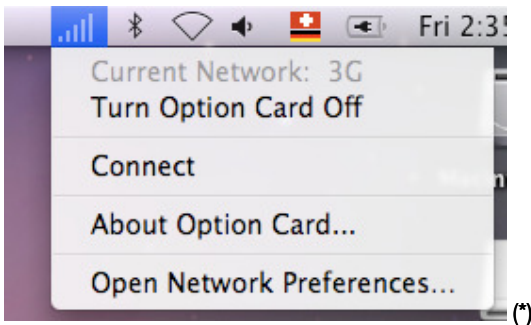 Fri 2:35
Current Network: 3G
Turn Option Card Off
Connect
About Option Card...
Open Network Preferences...
(*)